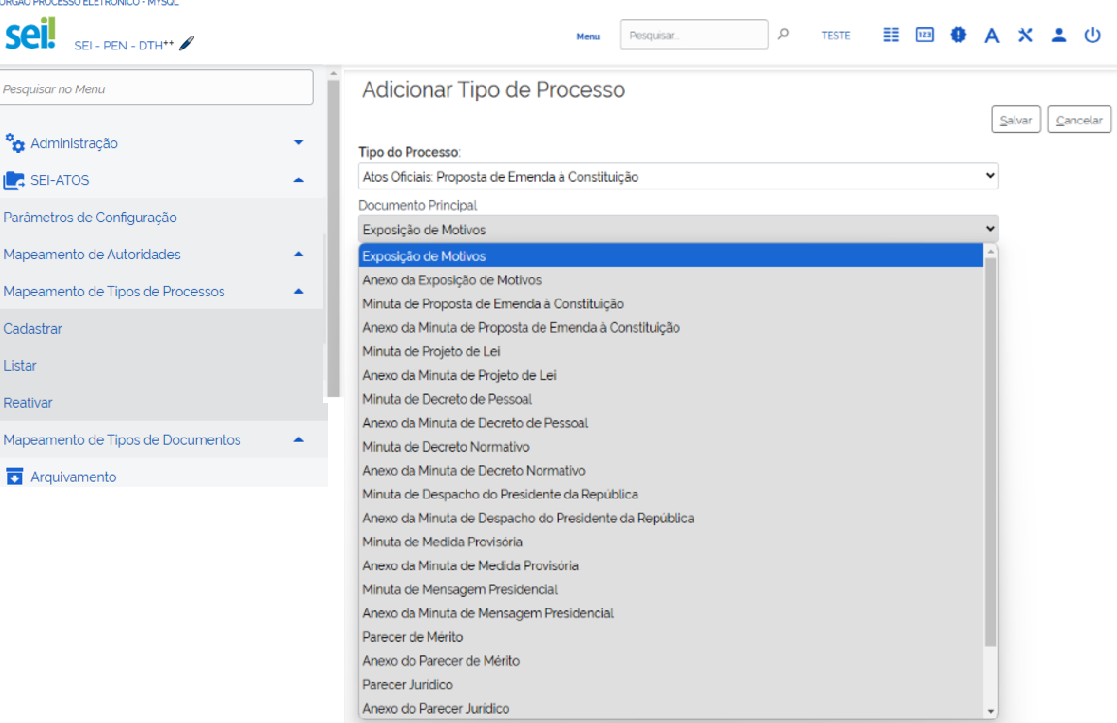 ÓRGÃO PROCESSO ELETRÔNICO - MYSQL
sei!
SEI - PEN - DTH++
Menu
Pesquisar...
TESTE
123
A
Pesquisar no Menu
Administração
SEI-ATOS
Parâmetros de Configuração
Mapeamento de Autoridades
Mapeamento de Tipos de Processos
Cadastrar
Listar
Reativar
Mapeamento de Tipos de Documentos
Arquivamento
Adicionar Tipo de Processo
Salvar
Cancelar
Tipo do Processo:
Atos Oficiais: Proposta de Emenda à Constituição
Documento Principal
Exposição de Motivos
Exposição de Motivos
Anexo da Exposição de Motivos
Minuta de Proposta de Emenda à Constituição
Anexo da Minuta de Proposta de Emenda à Constituição
Minuta de Projeto de Lei
Anexo da Minuta de Projeto de Lei
Minuta de Decreto de Pessoal
Anexo da Minuta de Decreto de Pessoal
Minuta de Decreto Normativo
Anexo da Minuta de Decreto Normativo
Minuta de Despacho do Presidente da República
Anexo da Minuta de Despacho do Presidente da República
Minuta de Medida Provisória
Anexo da Minuta de Medida Provisória
Minuta de Mensagem Presidencial
Anexo da Minuta de Mensagem Presidencial
Parecer de Mérito
Anexo do Parecer de Mérito
Parecer Jurídico
Anexo do Parecer Jurídico